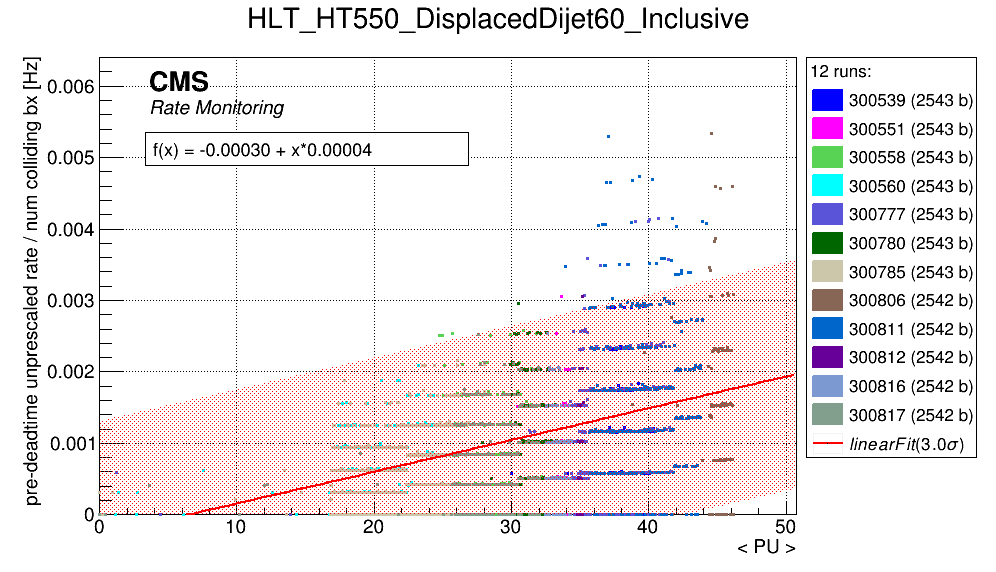 HLT_HT550_DisplacedDijet60_Inclusive
pre-deadtime unprescaled rate / num colliding bx [Hz]
CMS
Rate Monitoring
f(x) = -0.00030 + x*0.00004
0.006
0.005
0.004
0.003
0.002
0.001
0
0 10 20 30 40 50
< PU >
12 runs:
300539 (2543 b)
300551 (2543 b)
300558 (2543 b)
300560 (2543 b)
300777 (2543 b)
300780 (2543 b)
300785 (2543 b)
300806 (2542 b)
300811 (2542 b)
300812 (2542 b)
300816 (2542 b)
300817 (2542 b)
linearFit(3.0σ)